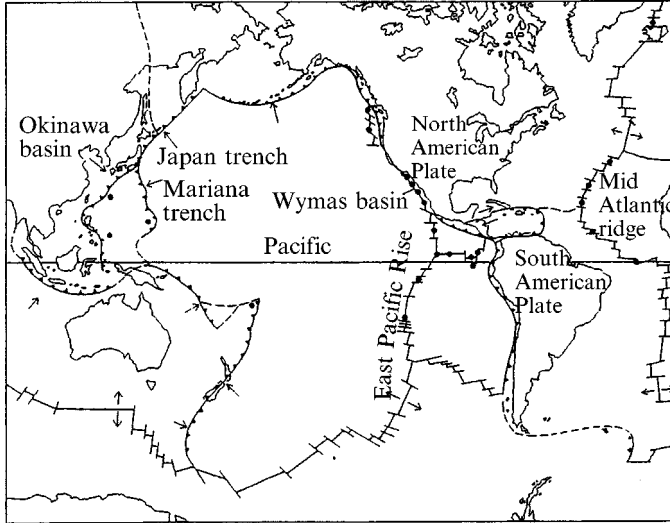 Okinawa
basin
Japan trench
Mariana
trench
North
American
Plate
Wymas basin
Mid
Atlantic
ridge
Pacific
South
American
Plate
East Pacific Rise